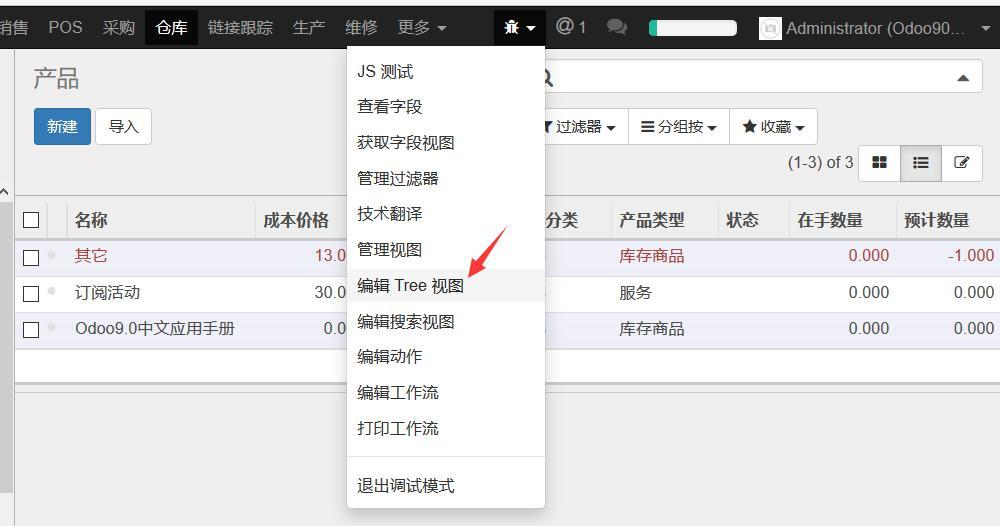 销售 POS 采购 仓库 链接跟踪 生产 维修 更多 @ 1 Administrator (Odoo90...
产品
新建 导入
过滤器 分组按 收藏
(1-3) of 3
JS 测试
查看字段
获取字段视图
管理过滤器
技术翻译
管理视图
编辑 Tree 视图
编辑搜索视图
编辑动作
编辑工作流
打印工作流
退出调试模式
名称 成本价格 分类 产品类型 状态 在手数量 预计数量
其它 13.0 库存商品 0.000 -1.000
订阅活动 30.0 服务 0.000 0.000
Odoo9.0中文应用手册 0.0 库存商品 0.000 0.000